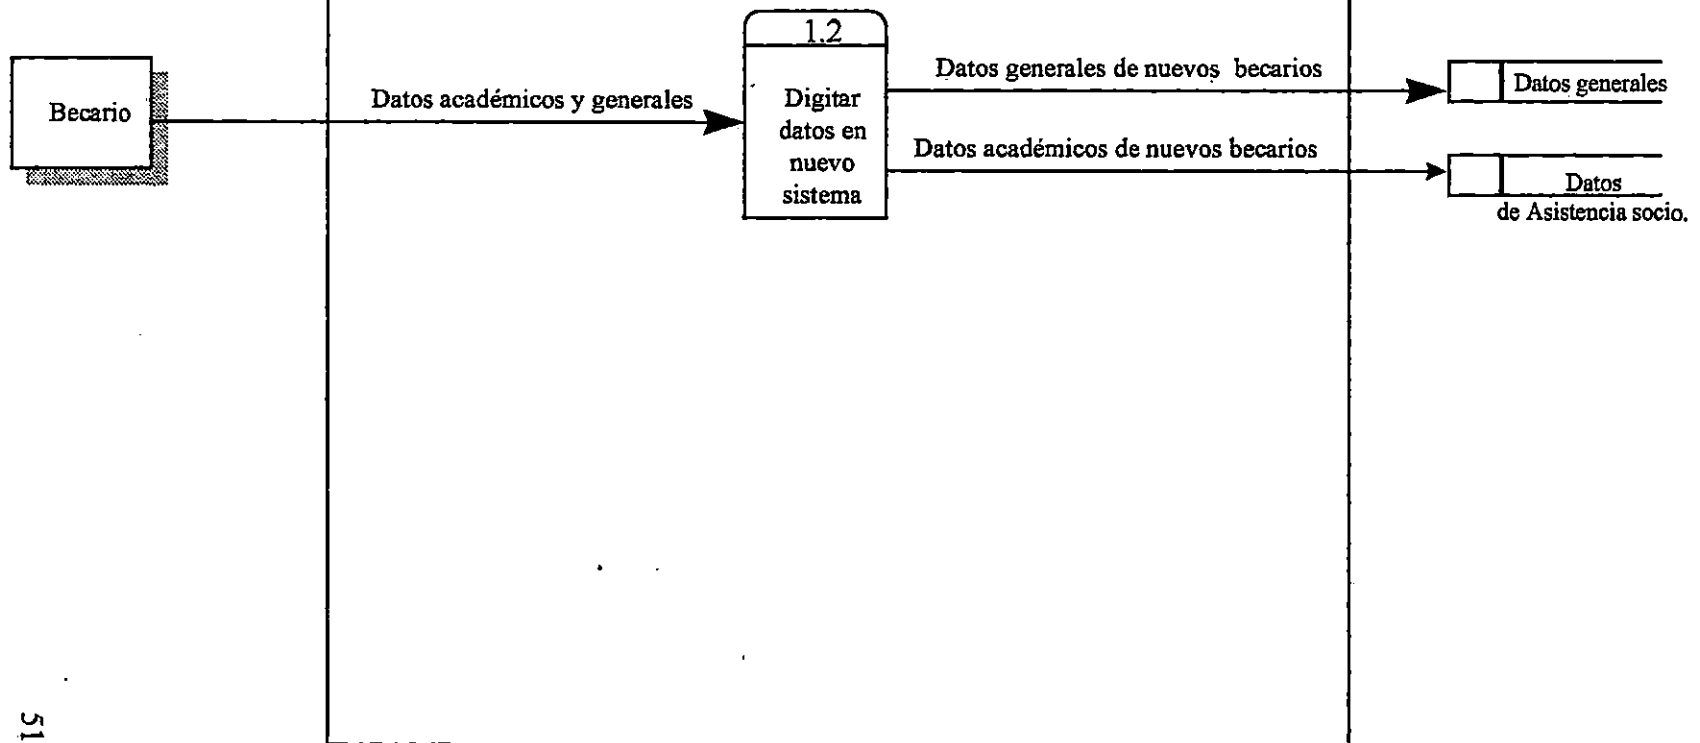 Becario
Datos académicos y generales
1.2
Digitar
datos en
nuevo
sistema
Datos generales de nuevos becarios
Datos académicos de nuevos becarios
Datos generales
Datos
de Asistencia socio.
51